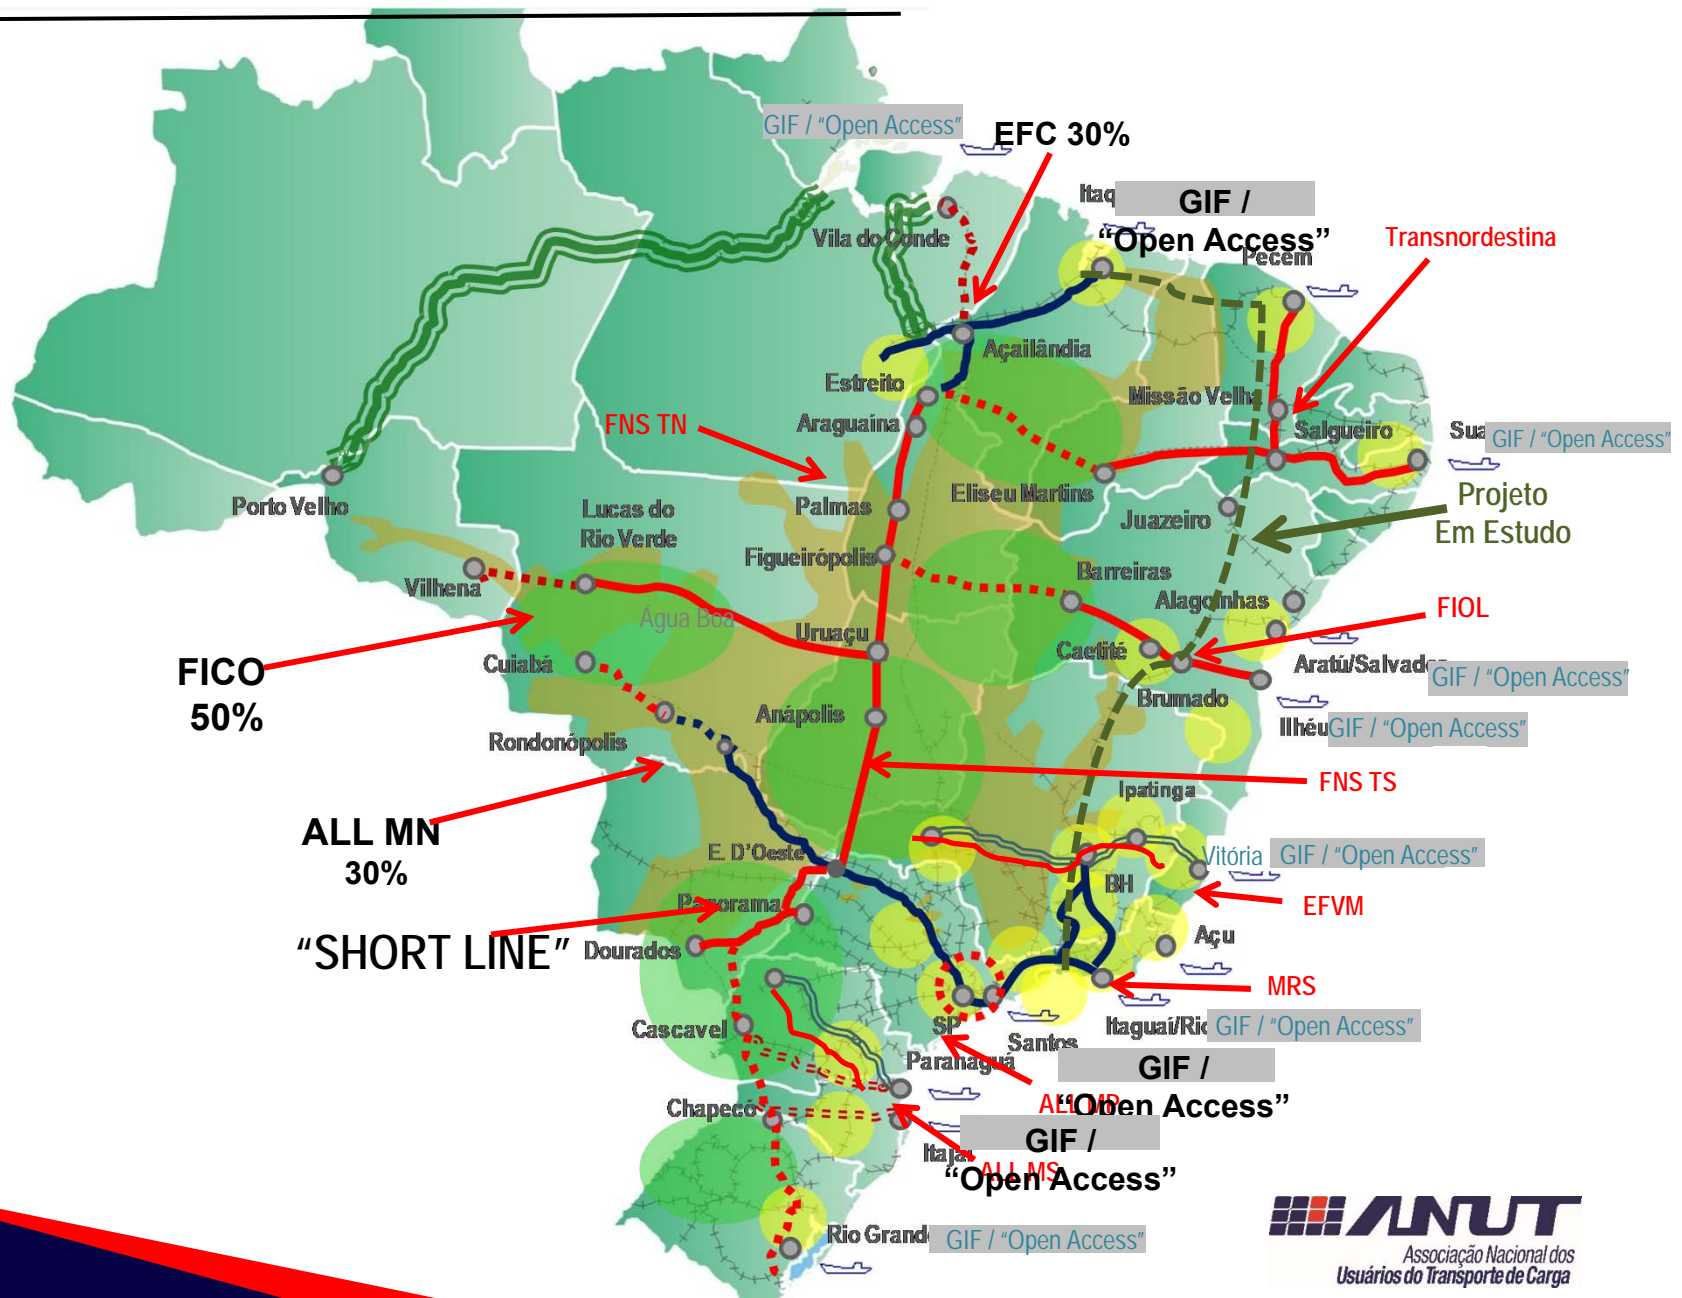 GIF / "Open Access"
EFC 30%
GIF /
“Open Access”
Vila do Conde
Transnordestina
Pecém
Açailândia
Estreito
Missão Velha
FNS TN
Araguaína
Salgueiro
GIF / "Open Access"
Porto Velho
Lucas do
Rio Verde
Palmas
Eliseu Martins
Juazeiro
Projeto
Em Estudo
Figueirópolis
Barreiras
Vilhena
Alagoinhas
FIOL
Água Boa
Uruaçu
Caetité
Cuiabá
Aratú/Salvador
GIF / "Open Access"
FICO
50%
Brumado
Anápolis
GIF / "Open Access"
Rondonópolis
FNS TS
Ipatinga
ALL MN
30%
E. D'Oeste
Vitória
GIF / "Open Access"
BH
EFVM
Panorama
“SHORT LINE”
Dourados
Açu
MRS
Cascavel
SP
Santos
Itaguaí/Rio
GIF / "Open Access"
Paranaguá
GIF /
“Open Access”
ALL MP
Chapecó
Itajaí
GIF /
“Open Access”
ALL MS
Rio Grande
GIF / "Open Access"
ANUT
Associação Nacional dos
Usuários do Transporte de Carga